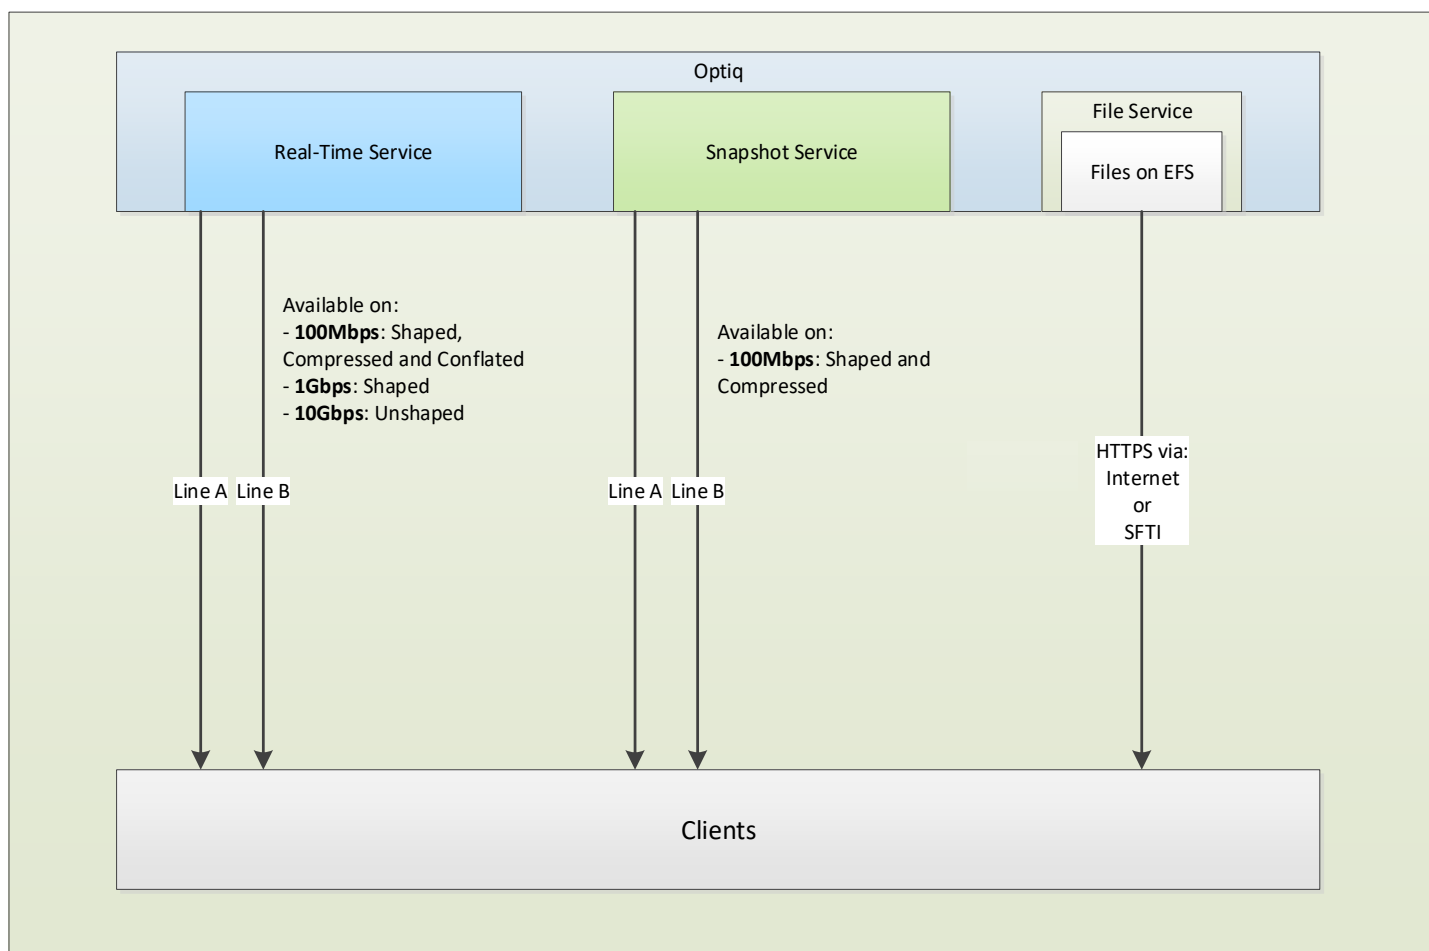 Optiq
Real-Time Service
Snapshot Service
File Service
Files on EFS
Available on:
- 100Mbps: Shaped,
Compressed and Conflated
- 1Gbps: Shaped
- 10Gbps: Unshaped
Available on:
- 100Mbps: Shaped and
Compressed
Line A
Line B
Line A
Line B
HTTPS via:
Internet
or
SFTI
Clients